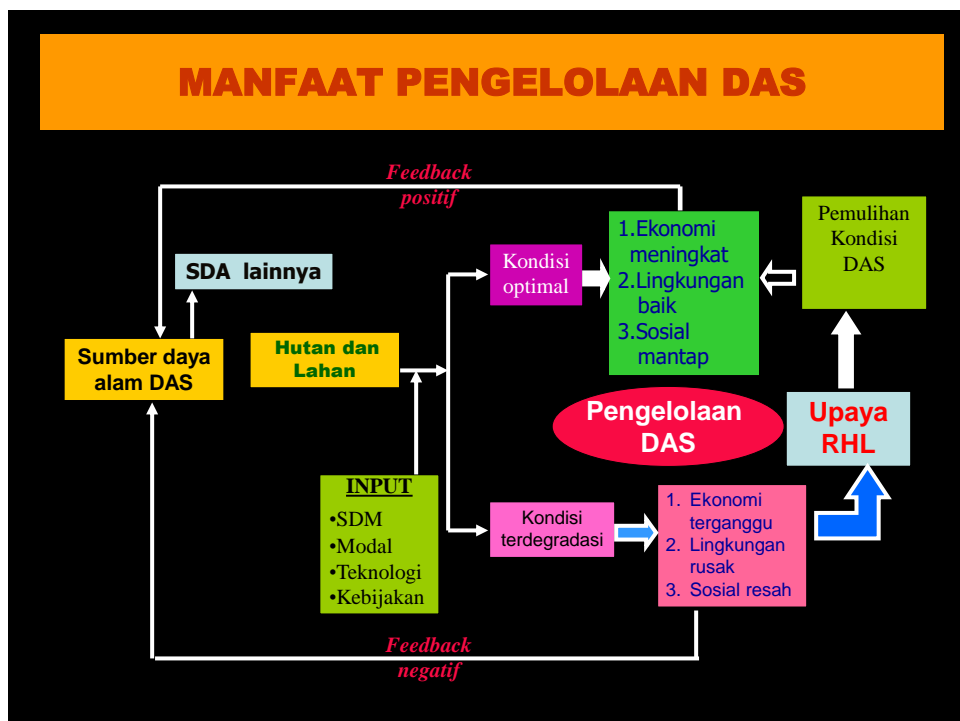 MANFAAT PENGELOLAAN DAS
Feedback
positif
SDA lainnya
Sumber daya
alam DAS
Hutan dan
Lahan
INPUT
•SDM
•Modal
•Teknologi
•Kebijakan
Kondisi
optimal
1.Ekonomi
meningkat
2.Lingkungan
baik
3.Sosial
mantap
Pemulihan
Kondisi
DAS
Pengelolaan
DAS
Upaya
RHL
Kondisi
terdegradasi
1. Ekonomi
terganggu
2. Lingkungan
rusak
3. Sosial resah
Feedback
negatif